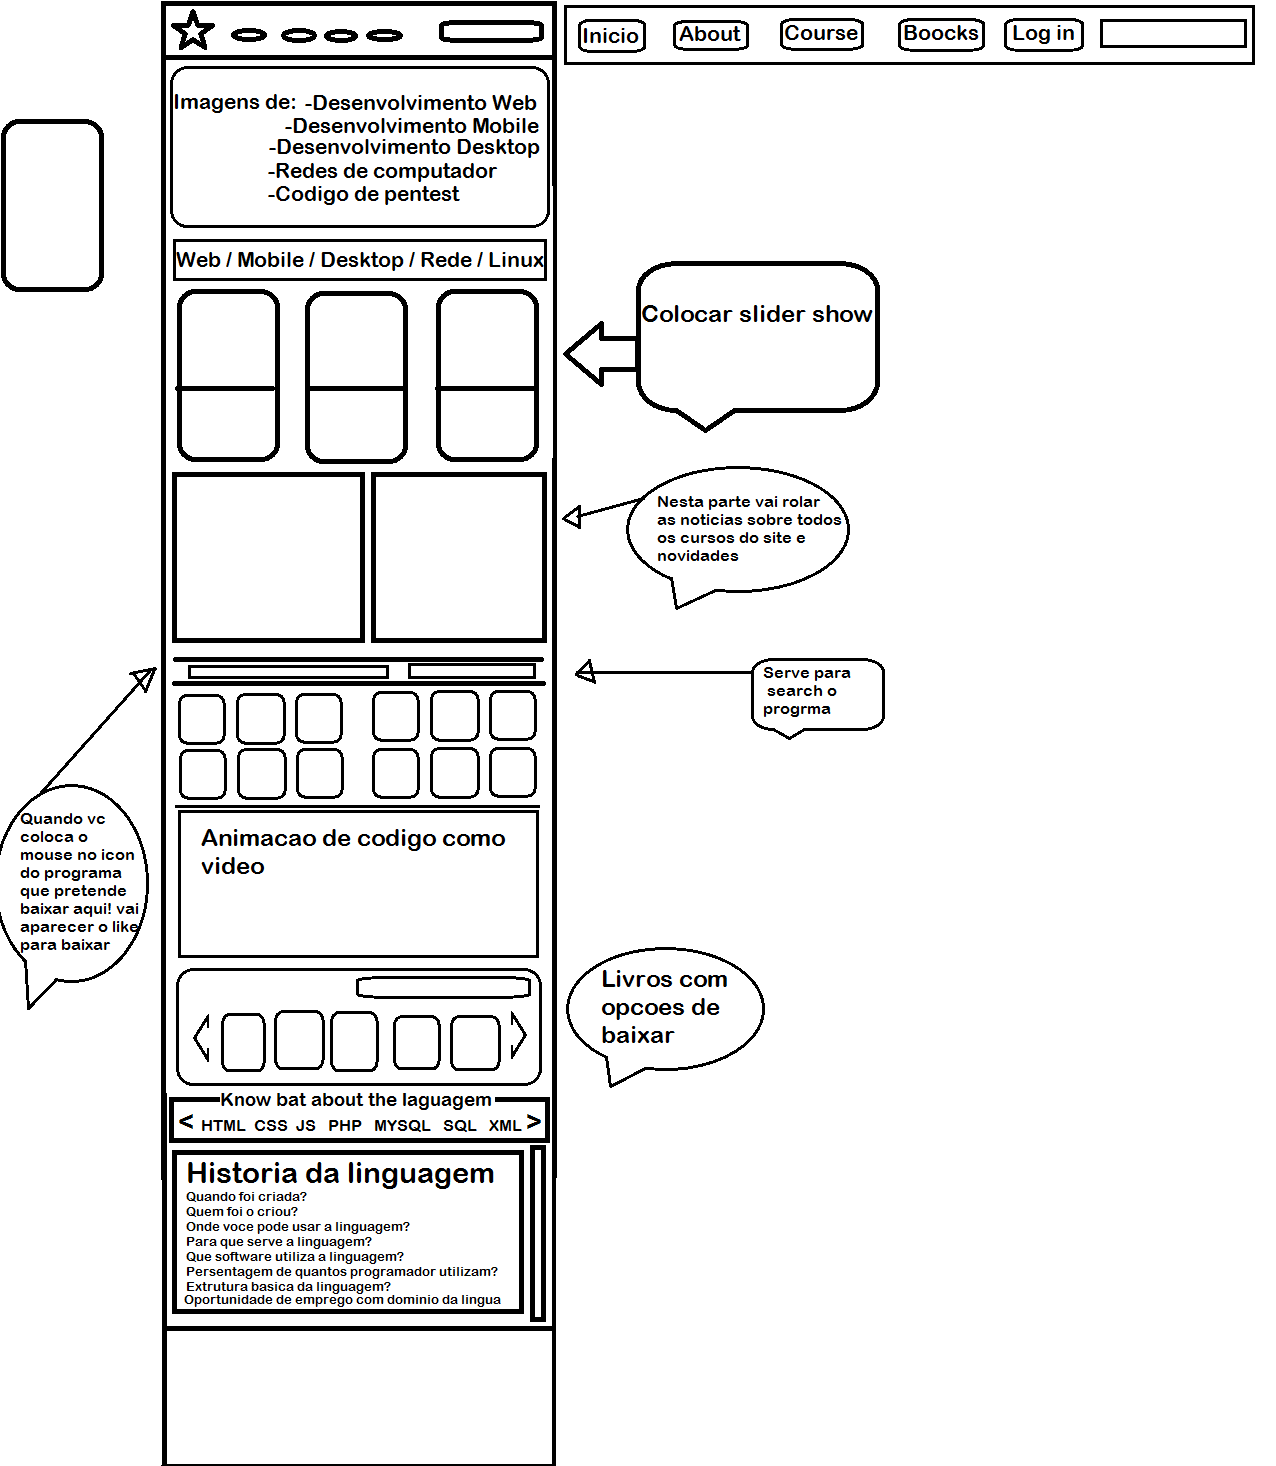 Inicio
About
Course
Boocks
Log in
Imagens de: -Desenvolvimento Web
-Desenvolvimento Mobile
-Desenvolvimento Desktop
-Redes de computador
-Codigo de pentest
Web / Mobile / Desktop / Rede / Linux
Colocar slider show
Nesta parte vai rolar
as noticias sobre todos
os cursos do site e
novidades
Serve para
search o
progrma
Quando vc
coloca o
mouse no icon
do programa
que pretende
baixar aqui! vai
aparecer o like
para baixar
Animacao de codigo como
video
Livros com
opcoes de
baixar
Know bat about the laguagem
< HTML CSS JS PHP MYSQL SQL XML >
Historia da linguagem
Quando foi criada?
Quem foi o criou?
Onde voce pode usar a linguagem?
Para que serve a linguagem?
Que software utiliza a linguagem?
Persentagem de quantos programador utilizam?
Extrutura basica da linguagem?
Oportunidade de emprego com dominio da lingua